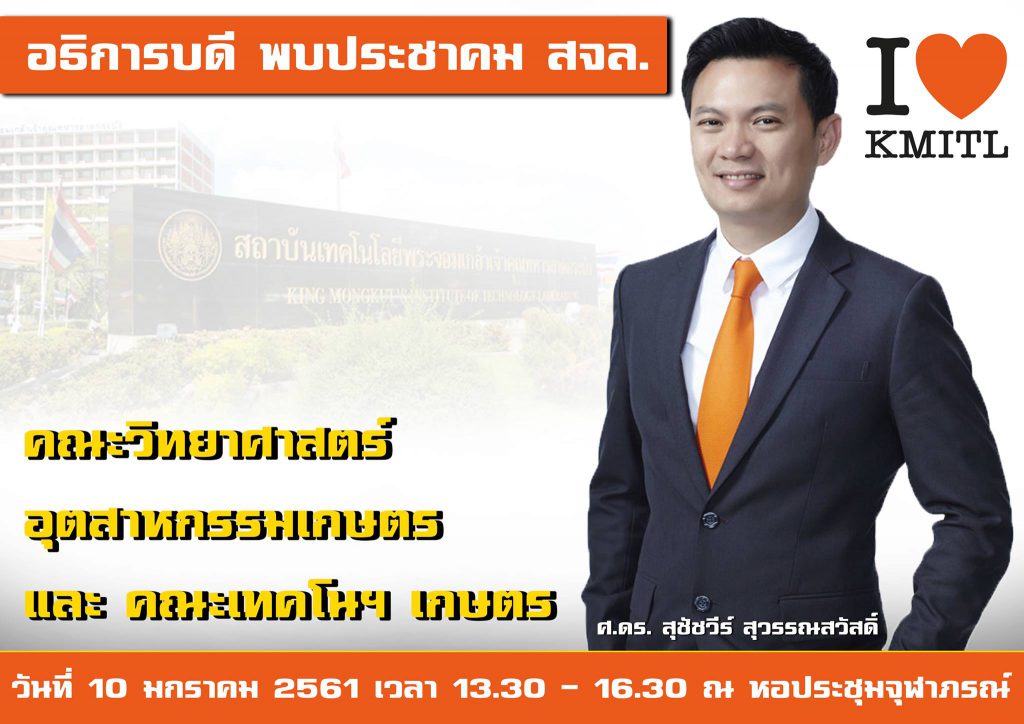 อธิการบดี พบประชาคม สจล.
I
KMITL
สถาบันเทคโนโลยีพระจอมเกล้าเจ้าคุณทหารลาดกระบัง
KING MONGKUT'S INSTITUTE OF TECHNOLOGY LADKRABANG
คณะวิทยาศาสตร์
อุตสาหกรรมเกษตร
และ คณะเทคโนฯ เกษตร
ศ.ดร. สุชัชวีร์ สุวรรณสวัสดิ์
วันที่ 10 มกราคม 2561 เวลา 13.30 - 16.30 ณ หอประชุมจุฬาภรณ์